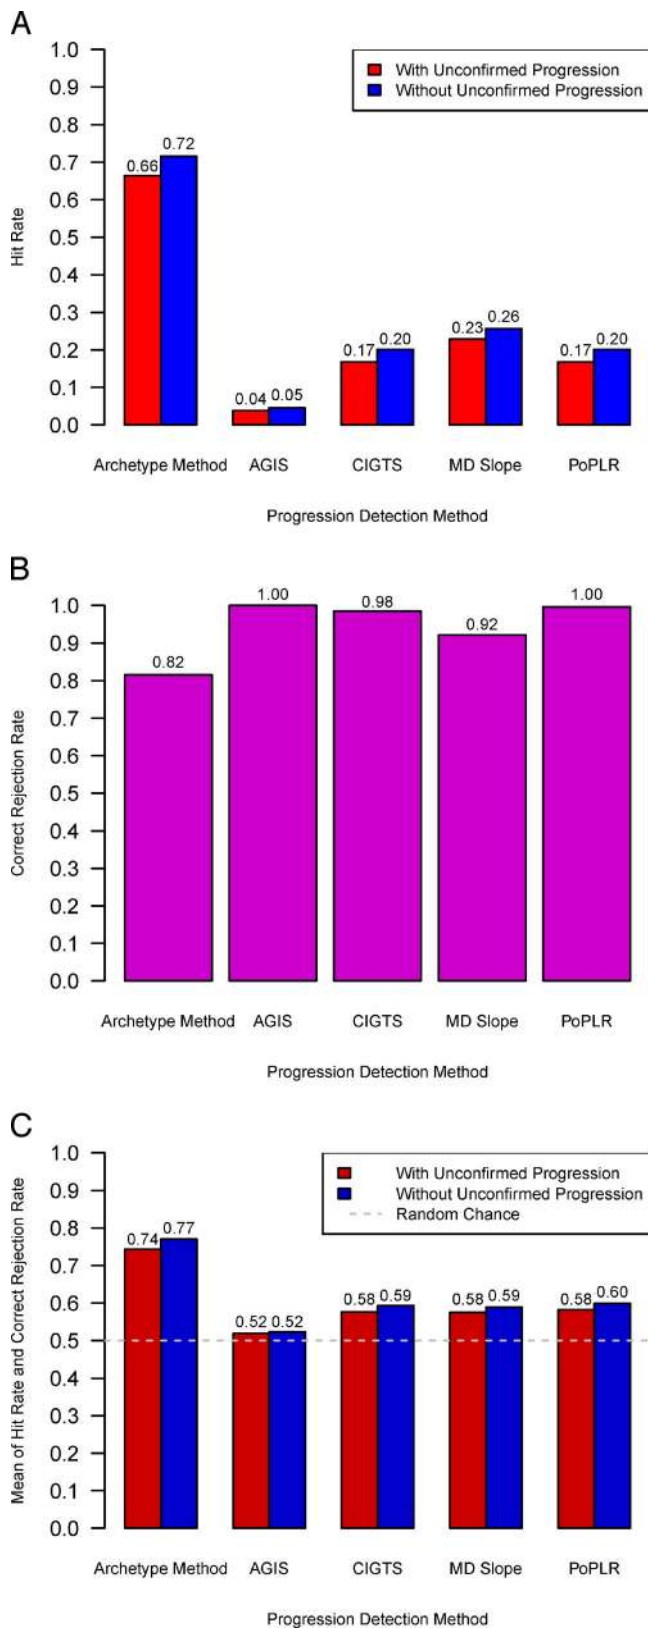 A
1.0
0.9
0.8
0.7
0.6
0.5
0.4
0.3
0.2
0.1
0.0
Hit Rate
With Unconfirmed Progression
Without Unconfirmed Progression
0.66 0.72
0.04 0.05
0.17 0.20
0.23 0.26
0.17 0.20
Archetype Method AGIS CIGTS MD Slope PoPLR
Progression Detection Method
B
1.0
0.9
0.8
0.7
0.6
0.5
0.4
0.3
0.2
0.1
0.0
Correct Rejection Rate
0.82 1.00 0.98 0.92 1.00
Archetype Method AGIS CIGTS MD Slope PoPLR
Progression Detection Method
C
1.0
0.9
0.8
0.7
0.6
0.5
0.4
0.3
0.2
0.1
0.0
Mean of Hit Rate and Correct Rejection Rate
With Unconfirmed Progression
Without Unconfirmed Progression
Random Chance
0.74 0.77
0.52 0.52
0.58 0.59
0.58 0.59
0.58 0.60
Archetype Method AGIS CIGTS MD Slope PoPLR
Progression Detection Method